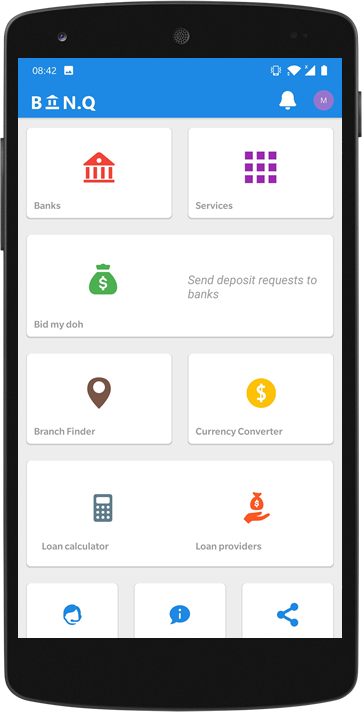 08:42
B N.Q
M
Banks
Services
Send deposit requests to
banks
Bid my doh
Branch Finder
Currency Converter
Loan calculator
Loan providers